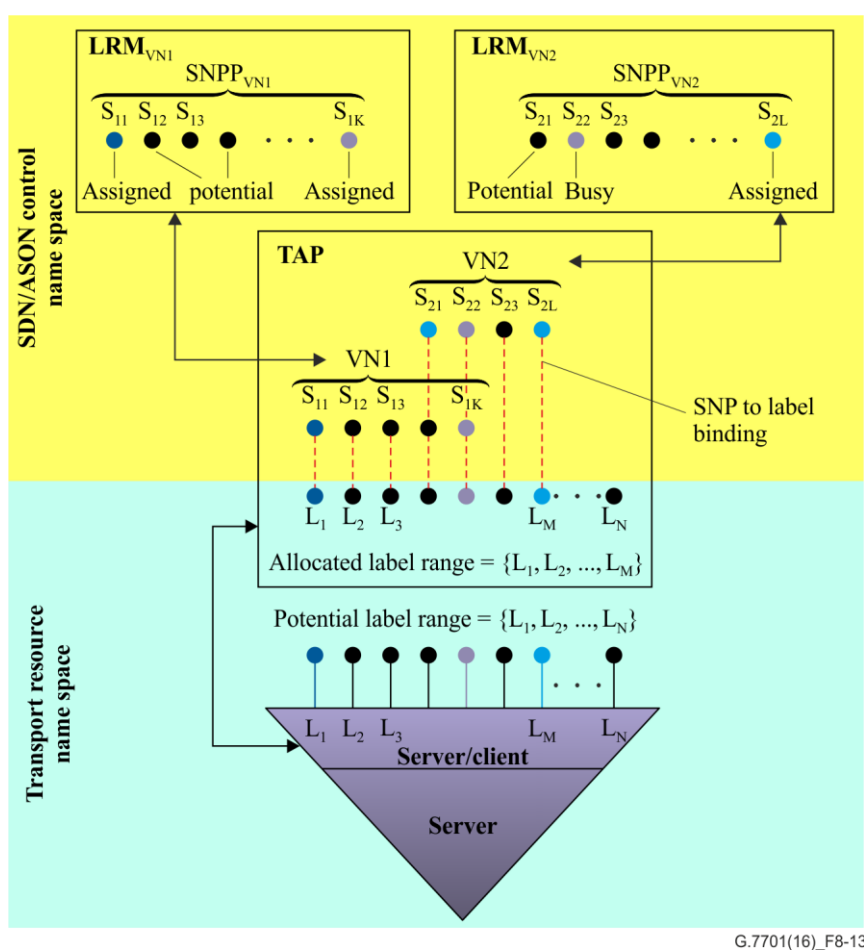 LRM_VN1
SNPP_VN1
S_11 S_12 S_13 S_1K
. . .
Assigned potential Assigned
LRM_VN2
SNPP_VN2
S_21 S_22 S_23 S_2L
. . .
Potential Busy Assigned
SDN/ASON control
name space
TAP
VN2
S_21 S_22 S_23 S_2L
VN1
S_11 S_12 S_13 S_1K
SNP to label
binding
. . .
L_1 L_2 L_3 L_M L_N
Allocated label range = {L_1, L_2, ..., L_M}
Transport resource
name space
Potential label range = {L_1, L_2, ..., L_N}
. . .
L_1 L_2 L_3 L_M L_N
Server/client
Server
G.7701(16)_F8-13